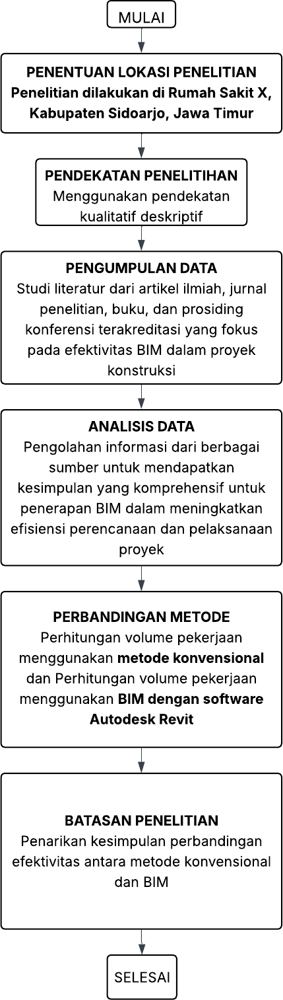 MULAI
PENENTUAN LOKASI PENELITIAN
Penelitian dilakukan di Rumah Sakit X,
Kabupaten Sidoarjo, Jawa Timur
PENDEKATAN PENELITIHAN
Menggunakan pendekatan
kualitatif deskriptif
PENGUMPULAN DATA
Studi literatur dari artikel ilmiah, jurnal
penelitian, buku, dan prosiding
konferensi terakreditasi yang fokus
pada efektivitas BIM dalam proyek
konstruksi
ANALISIS DATA
Pengolahan informasi dari berbagai
sumber untuk mendapatkan
kesimpulan yang komprehensif untuk
penerapan BIM dalam meningkatkan
efisiensi perencanaan dan pelaksanaan
proyek
PERBANDINGAN METODE
Perhitungan volume pekerjaan
menggunakan metode konvensional
dan Perhitungan volume pekerjaan
menggunakan BIM dengan software
Autodesk Revit
BATASAN PENELITIAN
Penarikan kesimpulan perbandingan
efektivitas antara metode konvensional
dan BIM
SELESAI